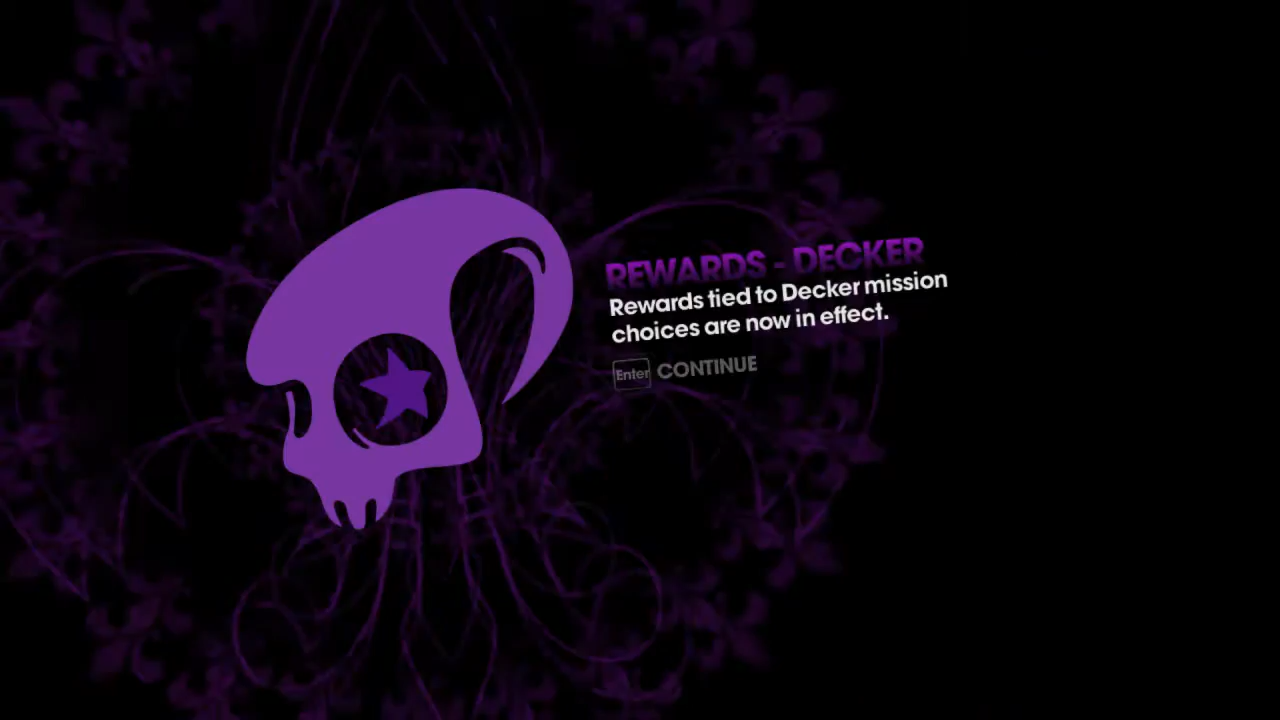 REWARDS - DECKER
Rewards tied to Decker mission
choices are now in effect.
Enter CONTINUE